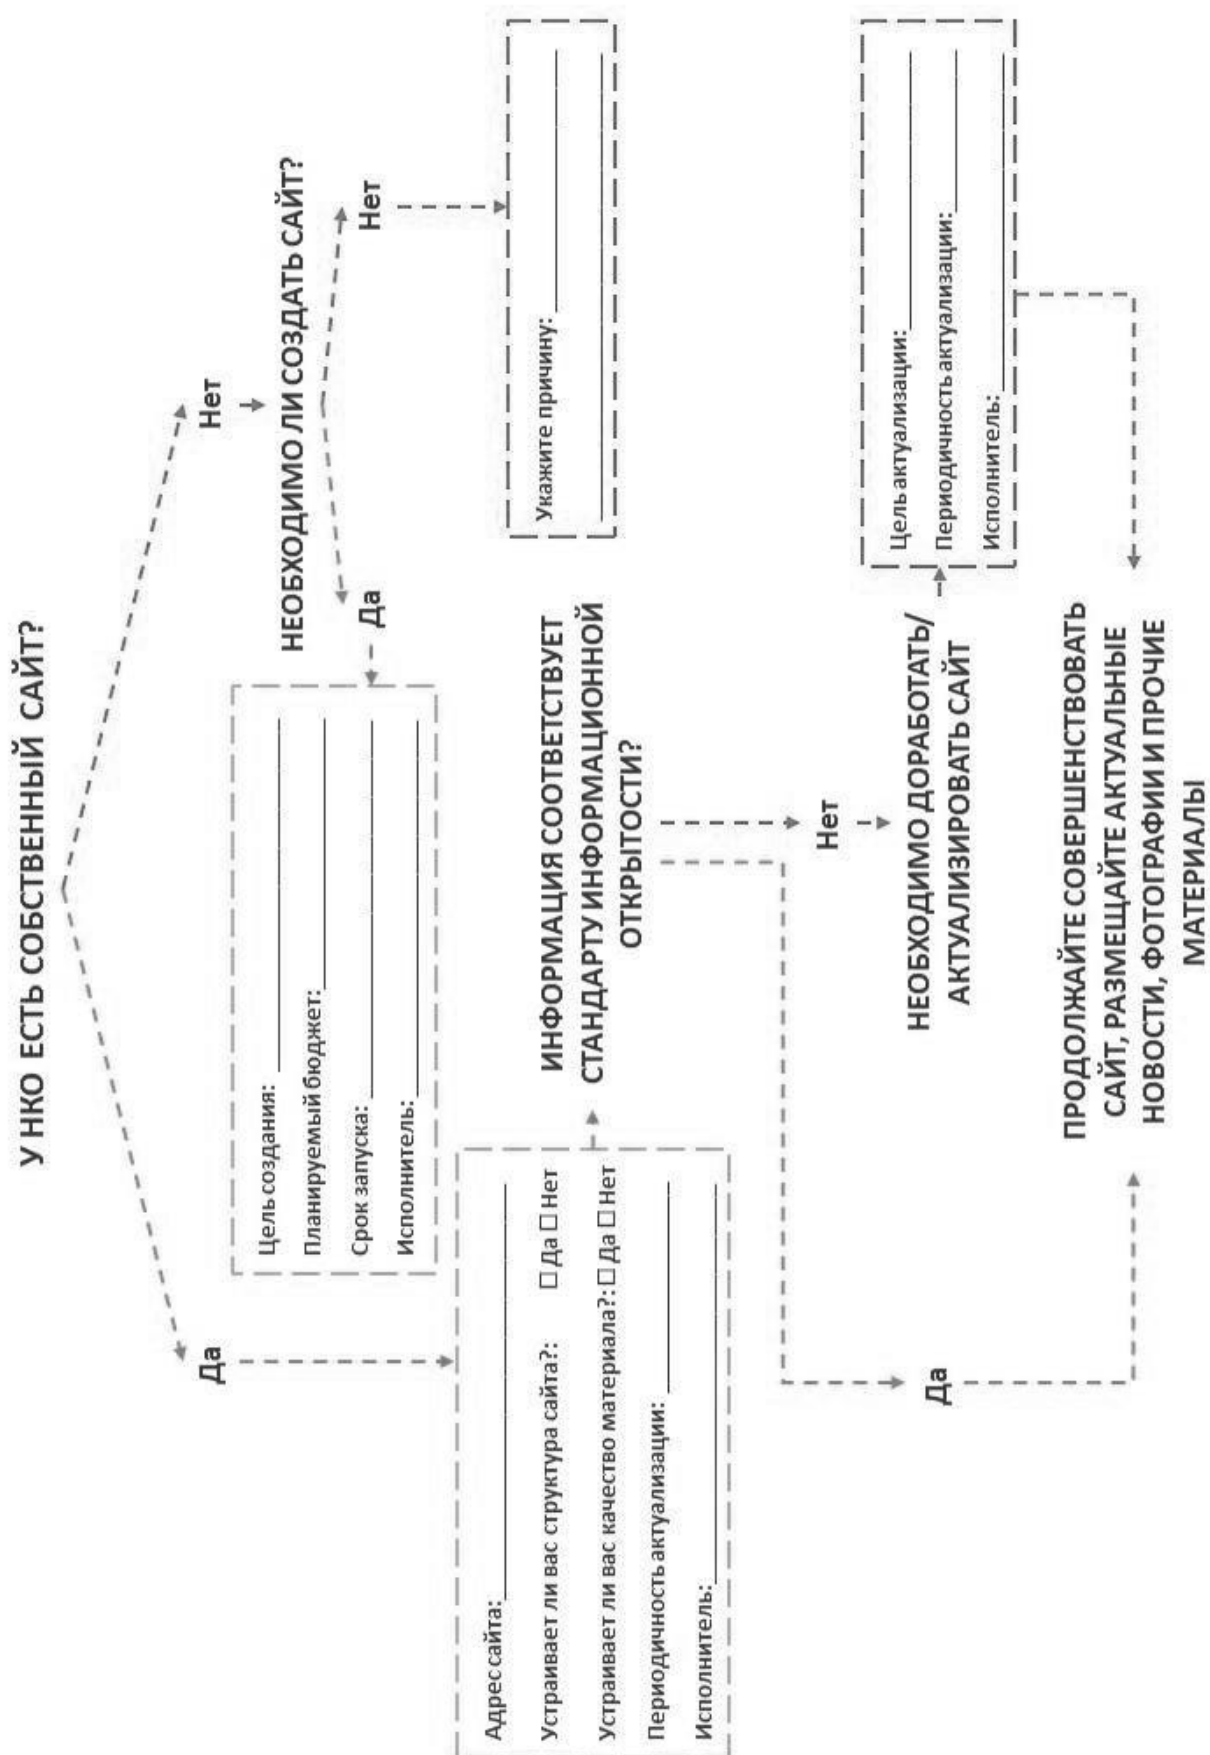 У НКО ЕСТЬ СОБСТВЕННЫЙ САЙТ?
Да
Нет
НЕОБХОДИМО ЛИ СОЗДАТЬ САЙТ?
Да
Нет
Цель создания:
Планируемый бюджет:
Срок запуска:
Исполнитель:
Укажите причину:
Адрес сайта:
Устраивает ли вас структура сайта?: ☐ Да ☐ Нет
Устраивает ли вас качество материала?: ☐ Да ☐ Нет
Периодичность актуализации:
Исполнитель:
ИНФОРМАЦИЯ СООТВЕТСТВУЕТ
СТАНДАРТУ ИНФОРМАЦИОННОЙ
ОТКРЫТОСТИ?
Нет
Да
НЕОБХОДИМО ДОРАБОТАТЬ/
АКТУАЛИЗИРОВАТЬ САЙТ
Цель актуализации:
Периодичность актуализации:
Исполнитель:
ПРОДОЛЖАЙТЕ СОВЕРШЕНСТВОВАТЬ
САЙТ, РАЗМЕЩАЙТЕ АКТУАЛЬНЫЕ
НОВОСТИ, ФОТОГРАФИИ И ПРОЧИЕ
МАТЕРИАЛЫ